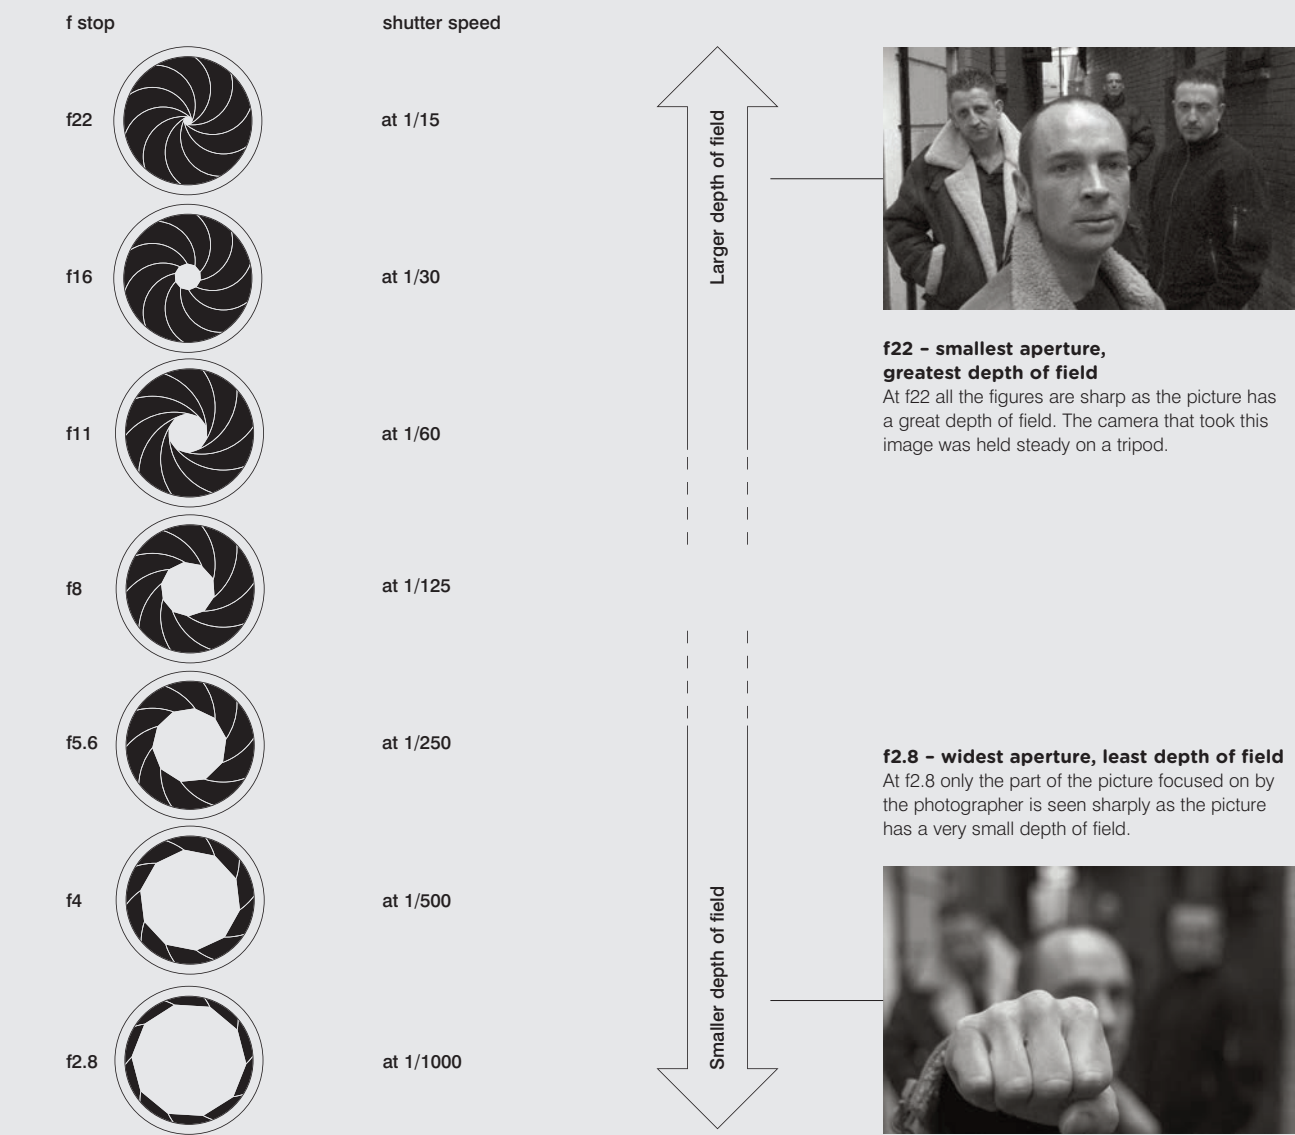 f stop
shutter speed
f22
at 1/15
f16
at 1/30
f11
at 1/60
f8
at 1/125
f5.6
at 1/250
f4
at 1/500
f2.8
at 1/1000
Larger depth of field
Smaller depth of field
f22 – smallest aperture,
greatest depth of field
At f22 all the figures are sharp as the picture has
a great depth of field. The camera that took this
image was held steady on a tripod.
f2.8 – widest aperture, least depth of field
At f2.8 only the part of the picture focused on by
the photographer is seen sharply as the picture
has a very small depth of field.